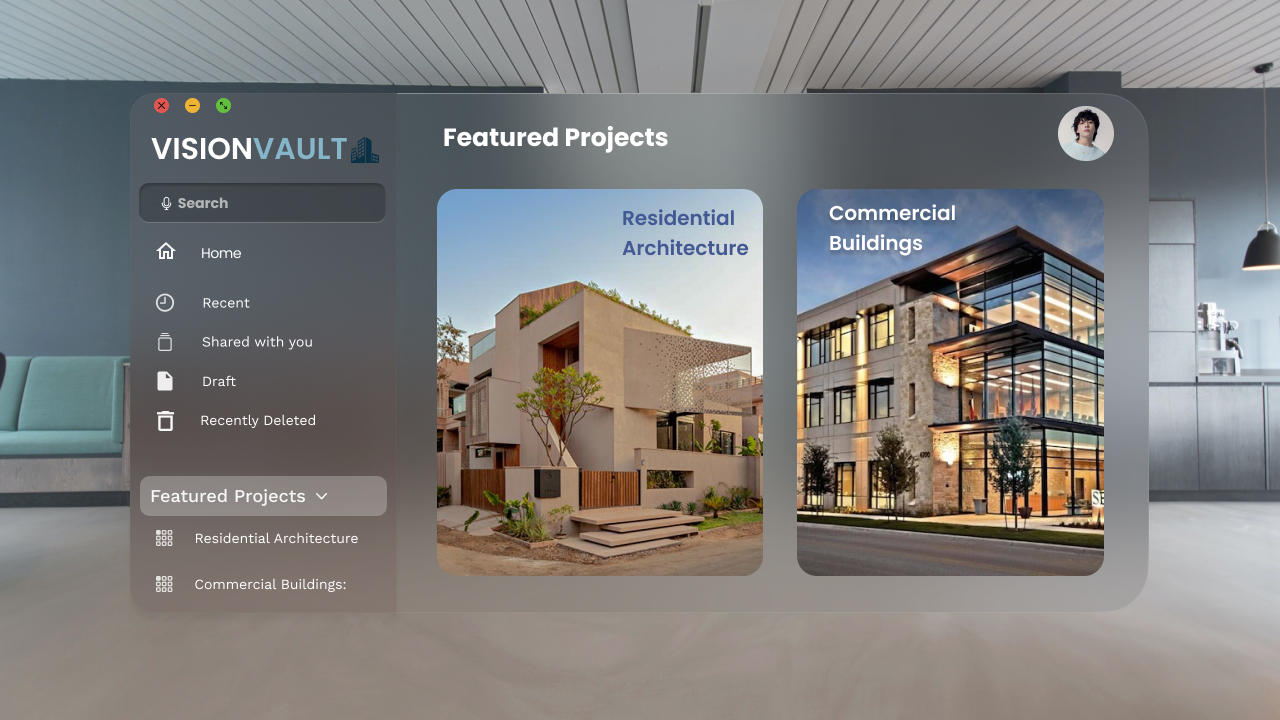 VISIONVAULT
Search
Home
Recent
Shared with you
Draft
Recently Deleted
Featured Projects
Residential Architecture
Commercial Buildings:
Featured Projects
Residential
Architecture
Commercial
Buildings